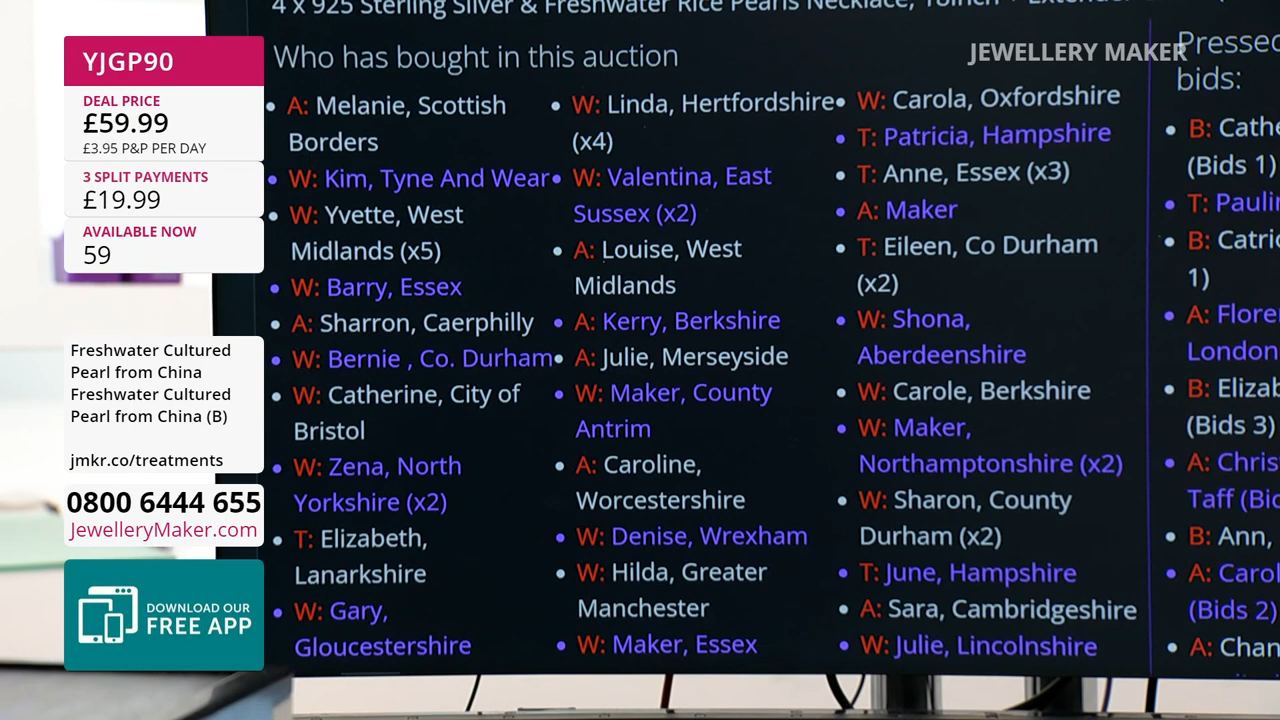 4 x 925 Sterling Silver & Freshwater Rice Pearls Necklace,
Who has bought in this auction
JEWELLERY MAKER
Pressed
bids:
YJGP90
DEAL PRICE
£59.99
£3.95 P&P PER DAY
3 SPLIT PAYMENTS
£19.99
AVAILABLE NOW
59
Freshwater Cultured
Pearl from China
Freshwater Cultured
Pearl from China (B)
jmkr.co/treatments
0800 6444 655
JewelleryMaker.com
DOWNLOAD OUR
FREE APP
A: Melanie, Scottish
Borders
W: Kim, Tyne And Wear
W: Yvette, West
Midlands (x5)
W: Barry, Essex
A: Sharron, Caerphilly
W: Bernie , Co. Durham
W: Catherine, City of
Bristol
W: Zena, North
Yorkshire (x2)
T: Elizabeth,
Lanarkshire
W: Gary,
Gloucestershire
W: Linda, Hertfordshire
(x4)
W: Valentina, East
Sussex (x2)
A: Louise, West
Midlands
A: Kerry, Berkshire
A: Julie, Merseyside
W: Maker, County
Antrim
A: Caroline,
Worcestershire
W: Denise, Wrexham
W: Hilda, Greater
Manchester
W: Maker, Essex
W: Carola, Oxfordshire
T: Patricia, Hampshire
T: Anne, Essex (x3)
A: Maker
T: Eileen, Co Durham
(x2)
W: Shona,
Aberdeenshire
W: Carole, Berkshire
W: Maker,
Northamptonshire (x2)
W: Sharon, County
Durham (x2)
T: June, Hampshire
A: Sara, Cambridgeshire
W: Julie, Lincolnshire
B: Cathe
(Bids 1)
T: Paulin
B: Catric
1)
A: Flore
London
B: Elizab
(Bids 3)
A: Chris
Taff (Bid
B: Ann,
A: Carol
(Bids 2)
A: Chan